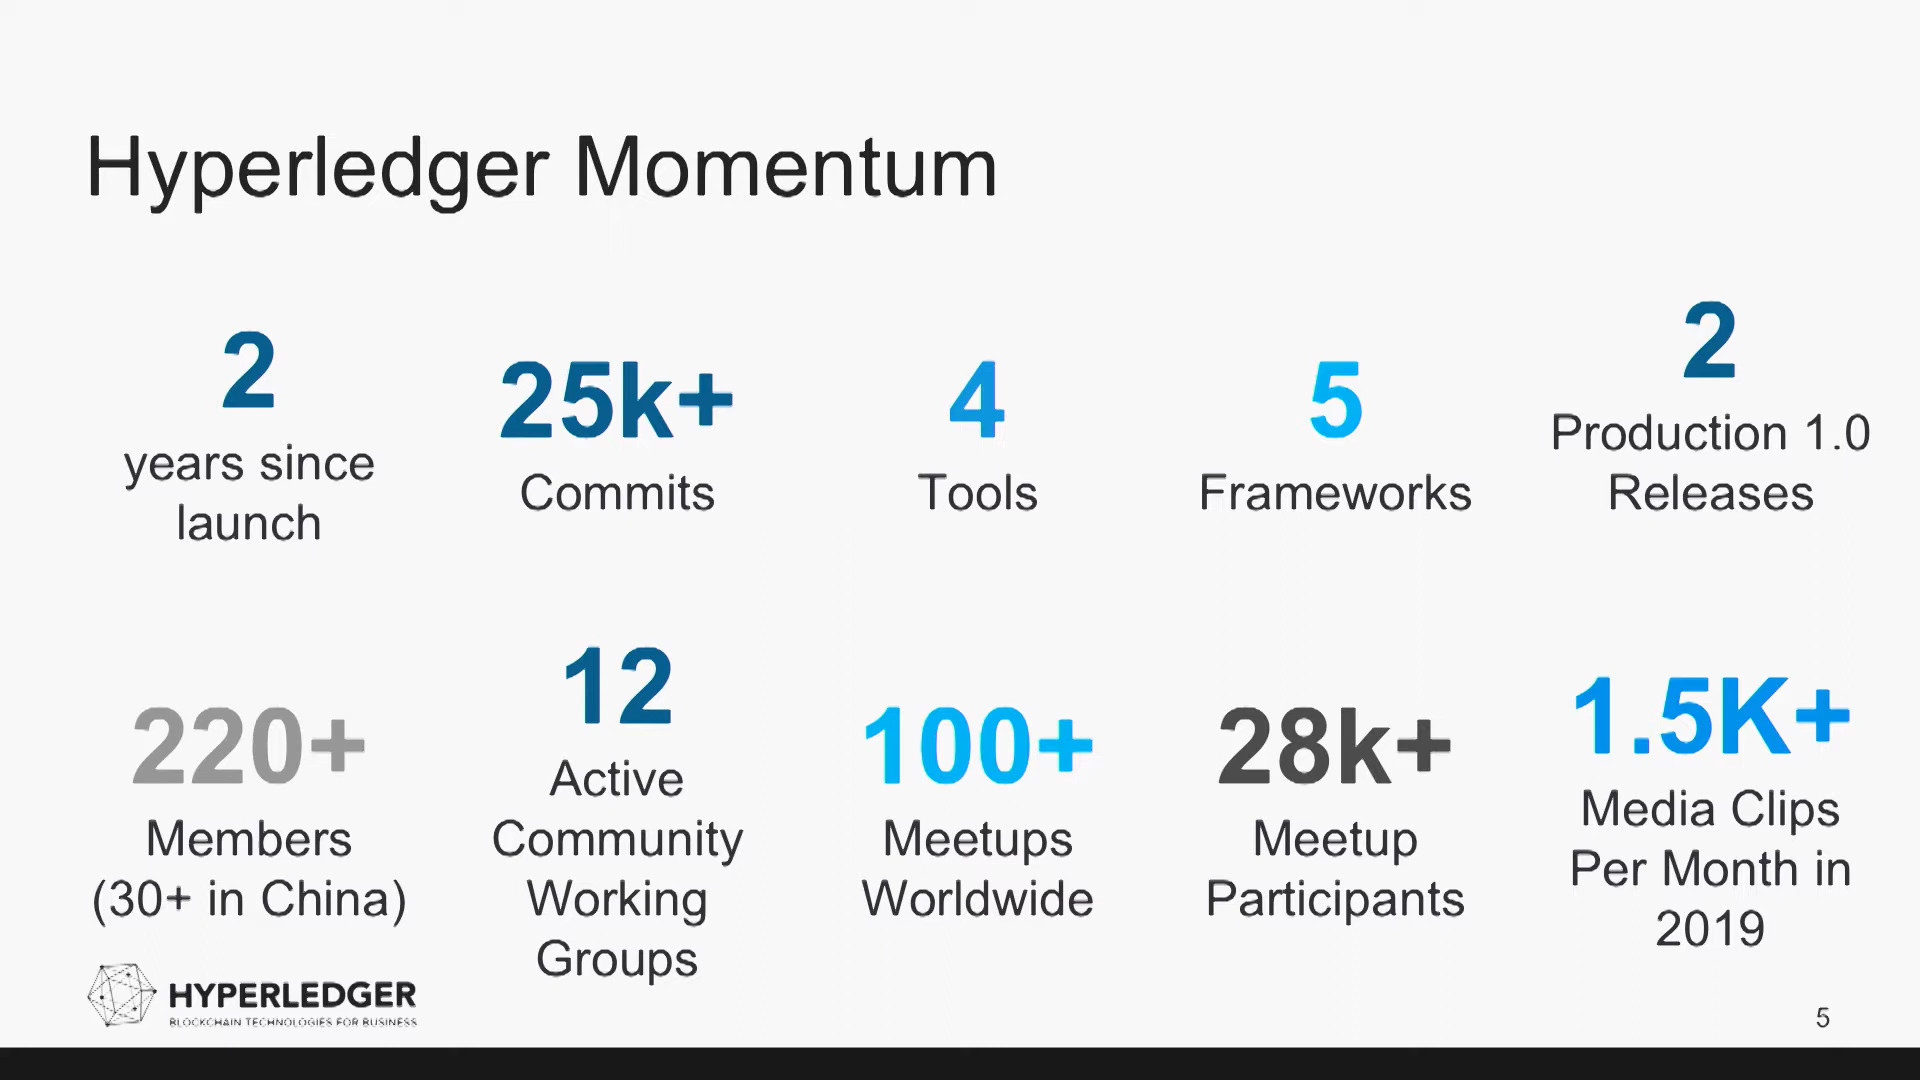 Hyperledger Momentum
2
years since
launch
25k+
Commits
4
Tools
5
Frameworks
2
Production 1.0
Releases
220+
Members
(30+ in China)
12
Active
Community
Working
Groups
100+
Meetups
Worldwide
28k+
Meetup
Participants
1.5K+
Media Clips
Per Month in
2019
HYPERLEDGER
BLOCKCHAIN TECHNOLOGIES FOR BUSINESS
5